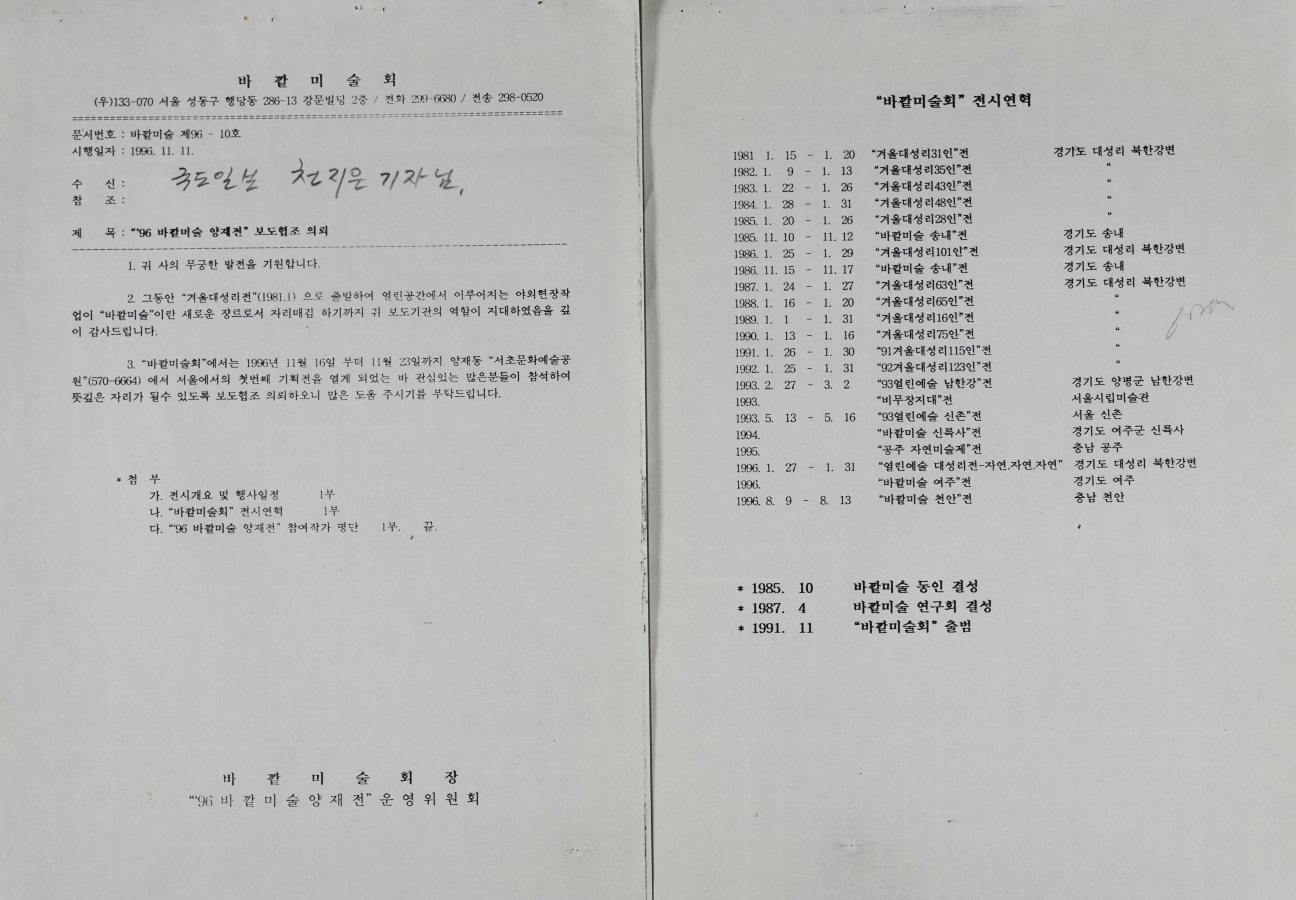 바 깥 미 술 회
(우)133-070 서울 성동구 행당동 286-13 강문빌딩 2층 / 전화 299-6680 / 전송 298-0520
문서번호 : 바깥미술 제96 - 10호
시행일자 : 1996. 11. 11.
수 신 : 국도일보 천지은 기자님,
참 조 :
제 목 : "'96 바깥미술 양재전" 보도협조 의뢰
1. 귀 사의 무궁한 발전을 기원합니다.
2. 그동안 "겨울대성리전"(1981.1) 으로 출발하여 열린공간에서 이루어지는 야외현장작
업이 "바깥미술"이란 새로운 장르로서 자리매김 하기까지 귀 보도기관의 역할이 지대하였음을 깊
이 감사드립니다.
3. "바깥미술회"에서는 1996년 11월 16일 부터 11월 23일까지 양재동 "서초문화예술공
원"(570-6664) 에서 서울에서의 첫번째 기획전을 열게 되었는 바 관심있는 많은분들이 참석하여
뜻깊은 자리가 될수 있도록 보도협조 의뢰하오니 많은 도움 주시기를 부탁드립니다.
* 첨 부
가. 전시개요 및 행사일정 1부
나. "바깥미술회" 전시연혁 1부
다. "'96 바깥미술 양재전" 참여작가 명단 1부. 끝.
바 깥 미 술 회 장
"'96 바 깥 미 술 양 재 전" 운 영 위 원 회
"바깥미술회" 전시연혁
1981 1. 15 - 1. 20 "겨울대성리31인"전 경기도 대성리 북한강변
1982. 1. 9 - 1. 13 "겨울대성리35인"전 "
1983. 1. 22 - 1. 26 "겨울대성리43인"전 "
1984. 1. 28 - 1. 31 "겨울대성리48인"전 "
1985. 1. 20 - 1. 26 "겨울대성리28인"전 "
1985. 11. 10 - 11. 12 "바깥미술 송내"전 경기도 송내
1986. 1. 25 - 1. 29 "겨울대성리101인"전 경기도 대성리 북한강변
1986. 11. 15 - 11. 17 "바깥미술 송내"전 경기도 송내
1987. 1. 24 - 1. 27 "겨울대성리63인"전 경기도 대성리 북한강변
1988. 1. 16 - 1. 20 "겨울대성리65인"전 "
1989. 1. 1 - 1. 31 "겨울대성리16인"전 "
1990. 1. 13 - 1. 16 "겨울대성리75인"전 "
1991. 1. 26 - 1. 30 "91겨울대성리115인"전 "
1992. 1. 25 - 1. 31 "92겨울대성리123인"전 "
1993. 2. 27 - 3. 2 "93열린예술 남한강"전 경기도 양평군 남한강변
1993. "비무장지대"전 서울시립미술관
1993. 5. 13 - 5. 16 "93열린예술 신촌"전 서울 신촌
1994. "바깥미술 신륵사"전 경기도 여주군 신륵사
1995. "공주 자연미술제"전 충남 공주
1996. 1. 27 - 1. 31 "열린예술 대성리전-자연.자연.자연" 경기도 대성리 북한강변
1996. "바깥미술 여주"전 경기도 여주
1996. 8. 9 - 8. 13 "바깥미술 천안"전 충남 천안
* 1985. 10 바깥미술 동인 결성
* 1987. 4 바깥미술 연구회 결성
* 1991. 11 "바깥미술회" 출범